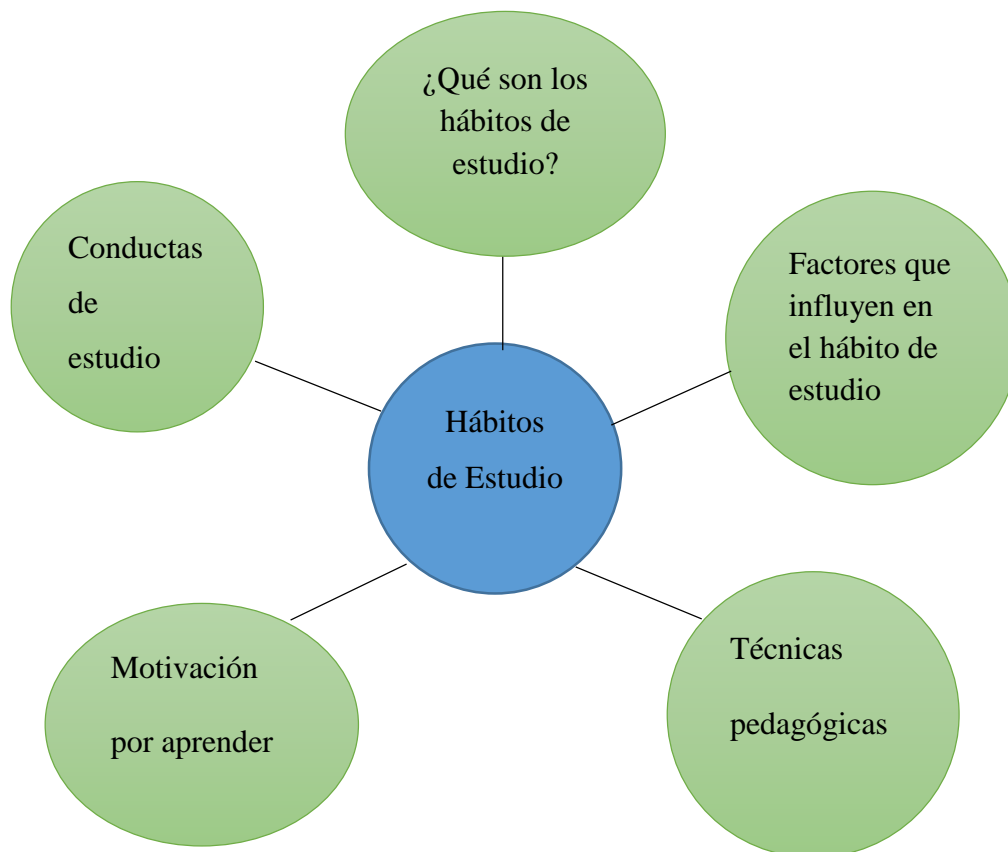 ¿Qué son los
hábitos de
estudio?
Conductas
de
estudio
Factores que
influyen en
el hábito de
estudio
Hábitos
de Estudio
Motivación
por aprender
Técnicas
pedagógicas